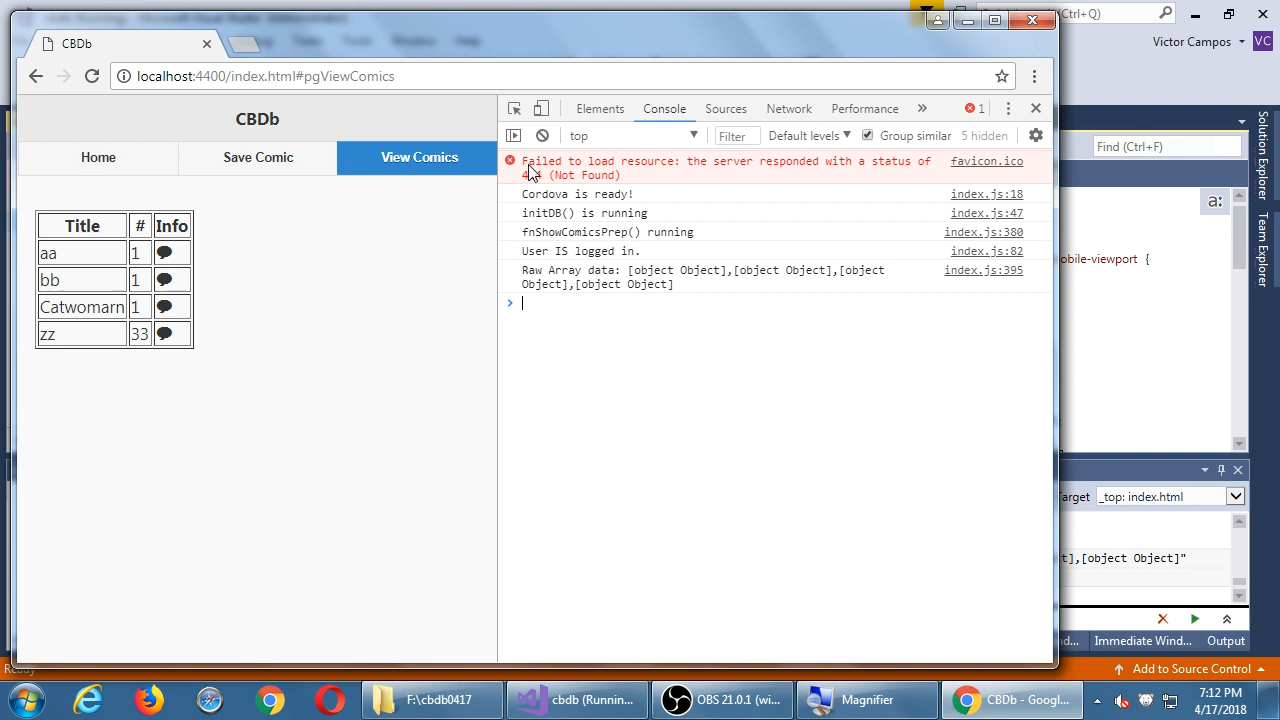 (Ctrl+Q)
CBDb
Victor Campos
VC
localhost:4400/index.html#pgViewComics
CBDb
Home
Save Comic
View Comics
Title
#
Info
aa
1
bb
1
Catwomarn
1
zz
33
Elements
Console
Sources
Network
Performance
»
1
top
Filter
Default levels
Group similar
5 hidden
Failed to load resource: the server responded with a status of
(Not Found)
favicon.ico
Cordova is ready!
index.js:18
initDB() is running
index.js:47
fnShowComicsPrep() running
index.js:380
User IS logged in.
index.js:82
Raw Array data: [object Object],[object Object],[object
Object],[object Object]
index.js:395
>
Find (Ctrl+F)
a:
obile-viewport {
Solution Explorer
Team Explorer
Target
_top: index.html
t],[object Object]"
Immediate Wind...
Output
Ready
Add to Source Control
F:\cbdb0417
cbdb (Runnin...
OBS 21.0.1 (wi...
Magnifier
CBDb - Googl...
7:12 PM
4/17/2018